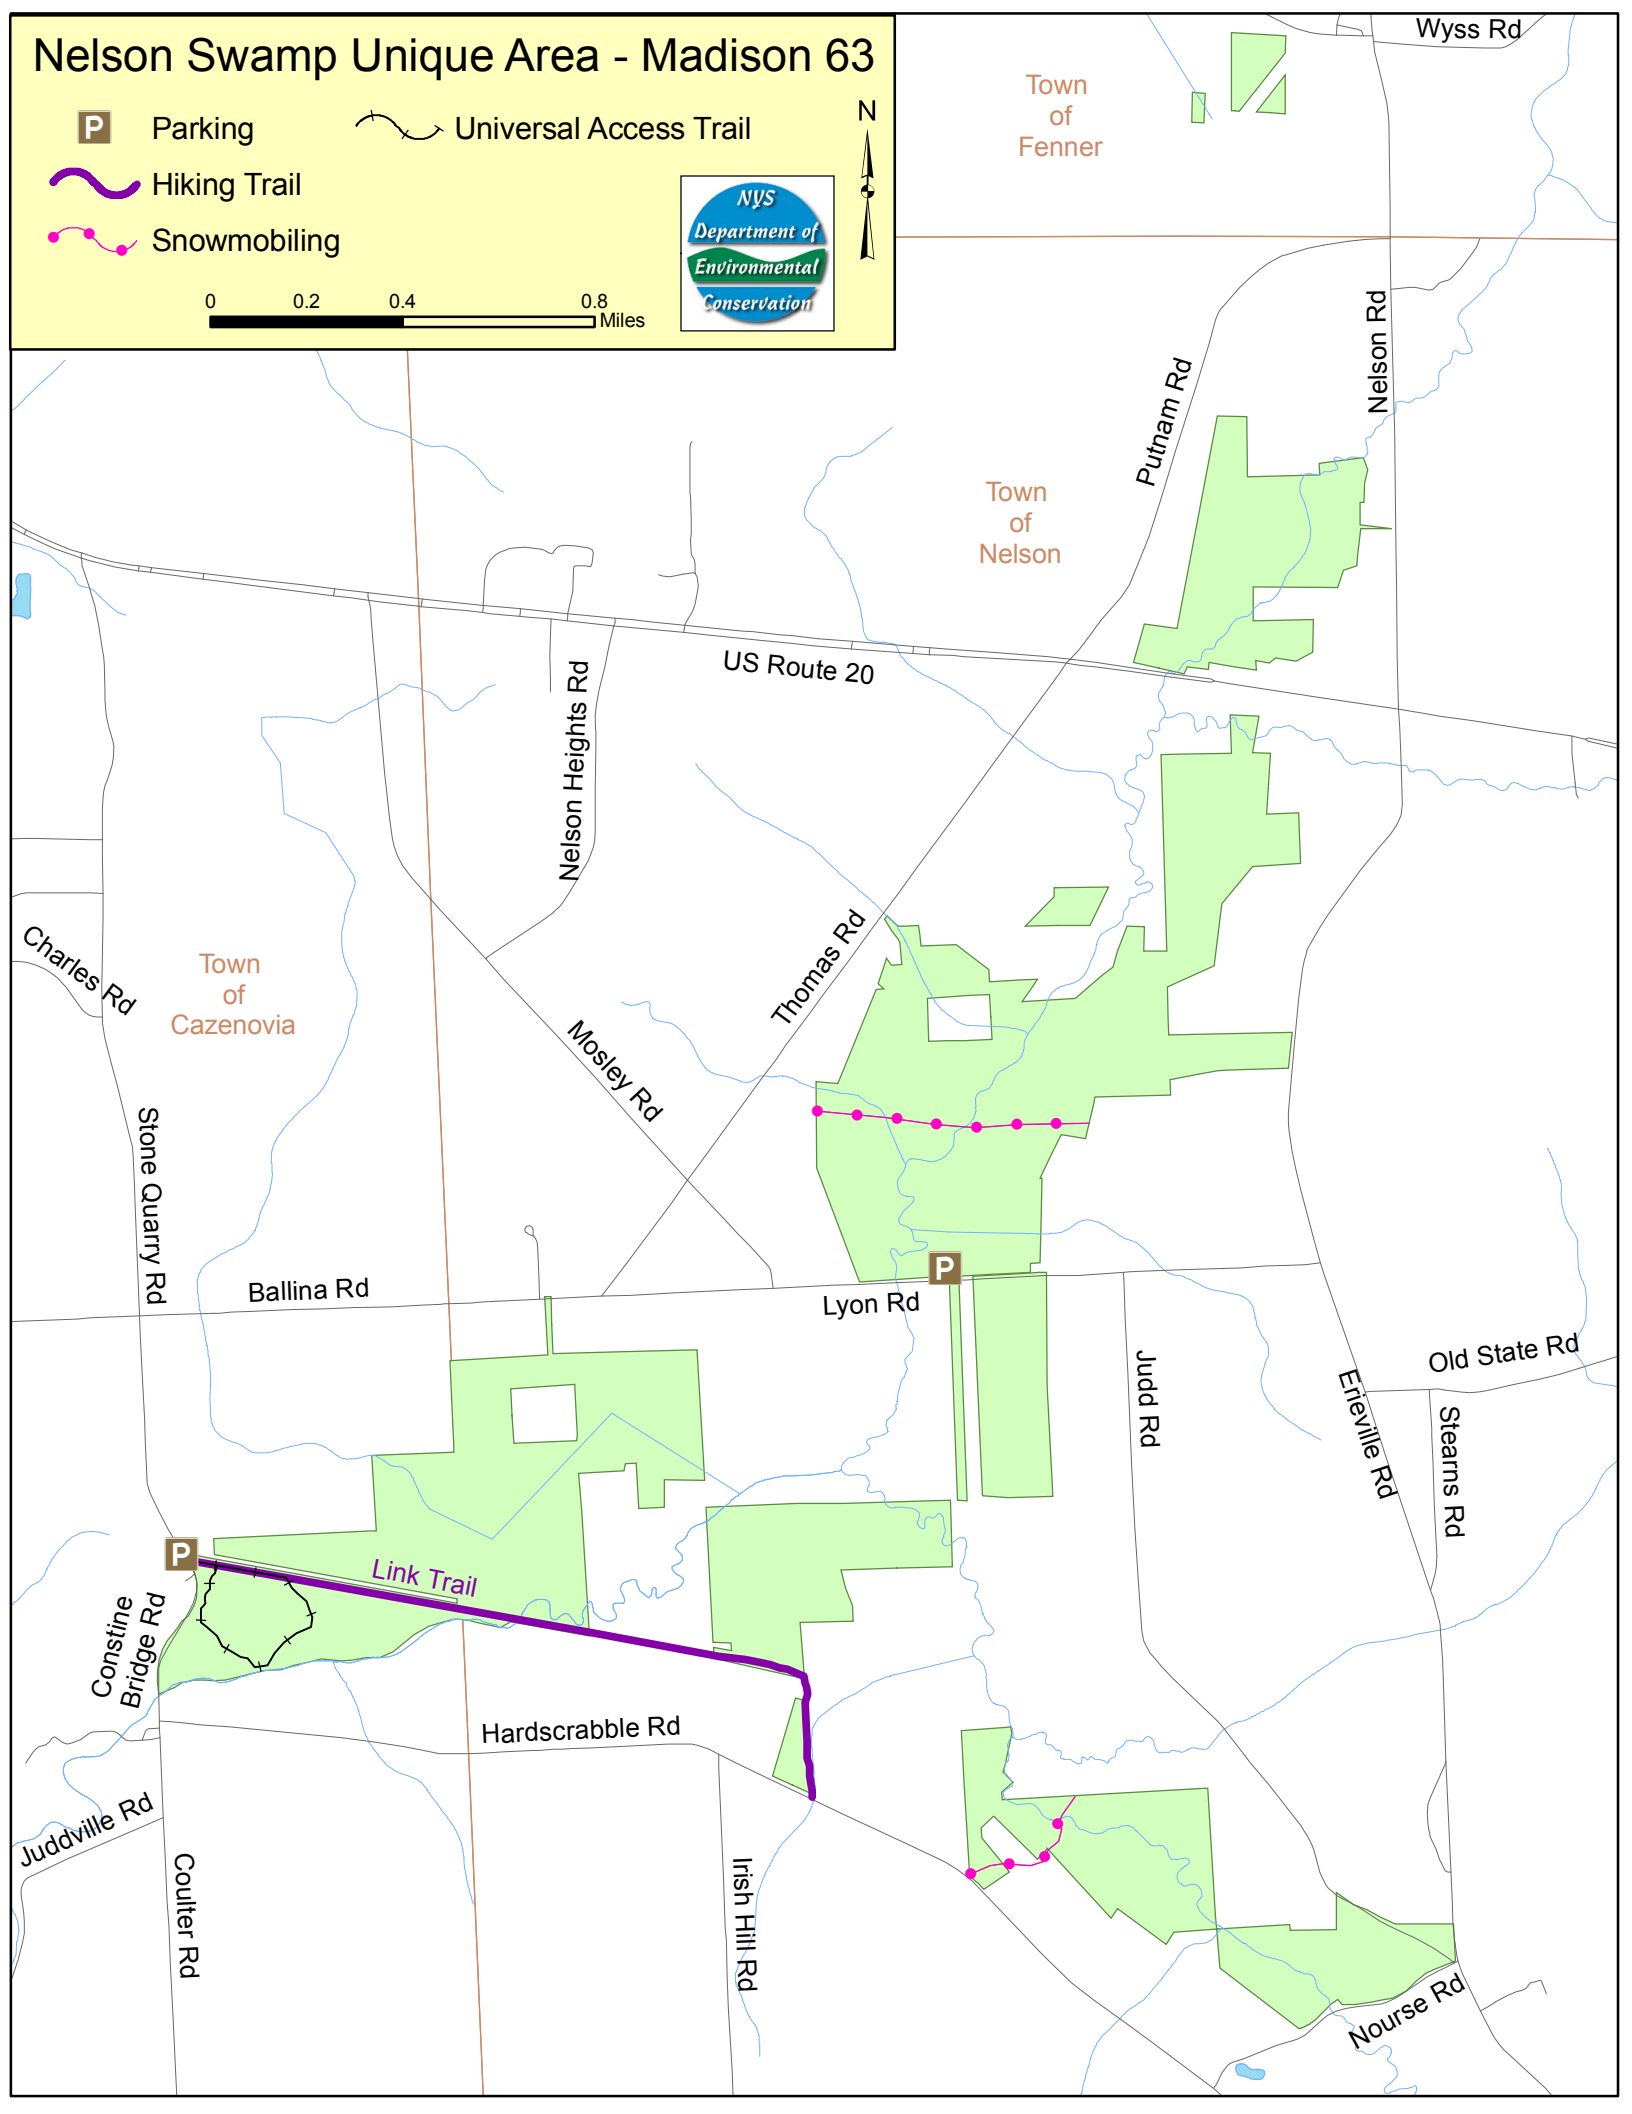 Nelson Swamp Unique Area - Madison 63
P Parking
Universal Access Trail
Hiking Trail
Snowmobiling
N
NYS
Department of
Environmental
Conservation
0 0.2 0.4 0.8
Miles
Wyss Rd
Town
of
Fenner
Nelson Rd
Putnam Rd
Town
of
Nelson
US Route 20
Nelson Heights Rd
Thomas Rd
Charles Rd
Town
of
Cazenovia
Mosley Rd
Stone Quarry Rd
P
Ballina Rd
Lyon Rd
Judd Rd
Old State Rd
Erieville Rd
Stearns Rd
P
Link Trail
Constine
Bridge Rd
Hardscrabble Rd
Juddville Rd
Coulter Rd
Irish Hill Rd
Nourse Rd